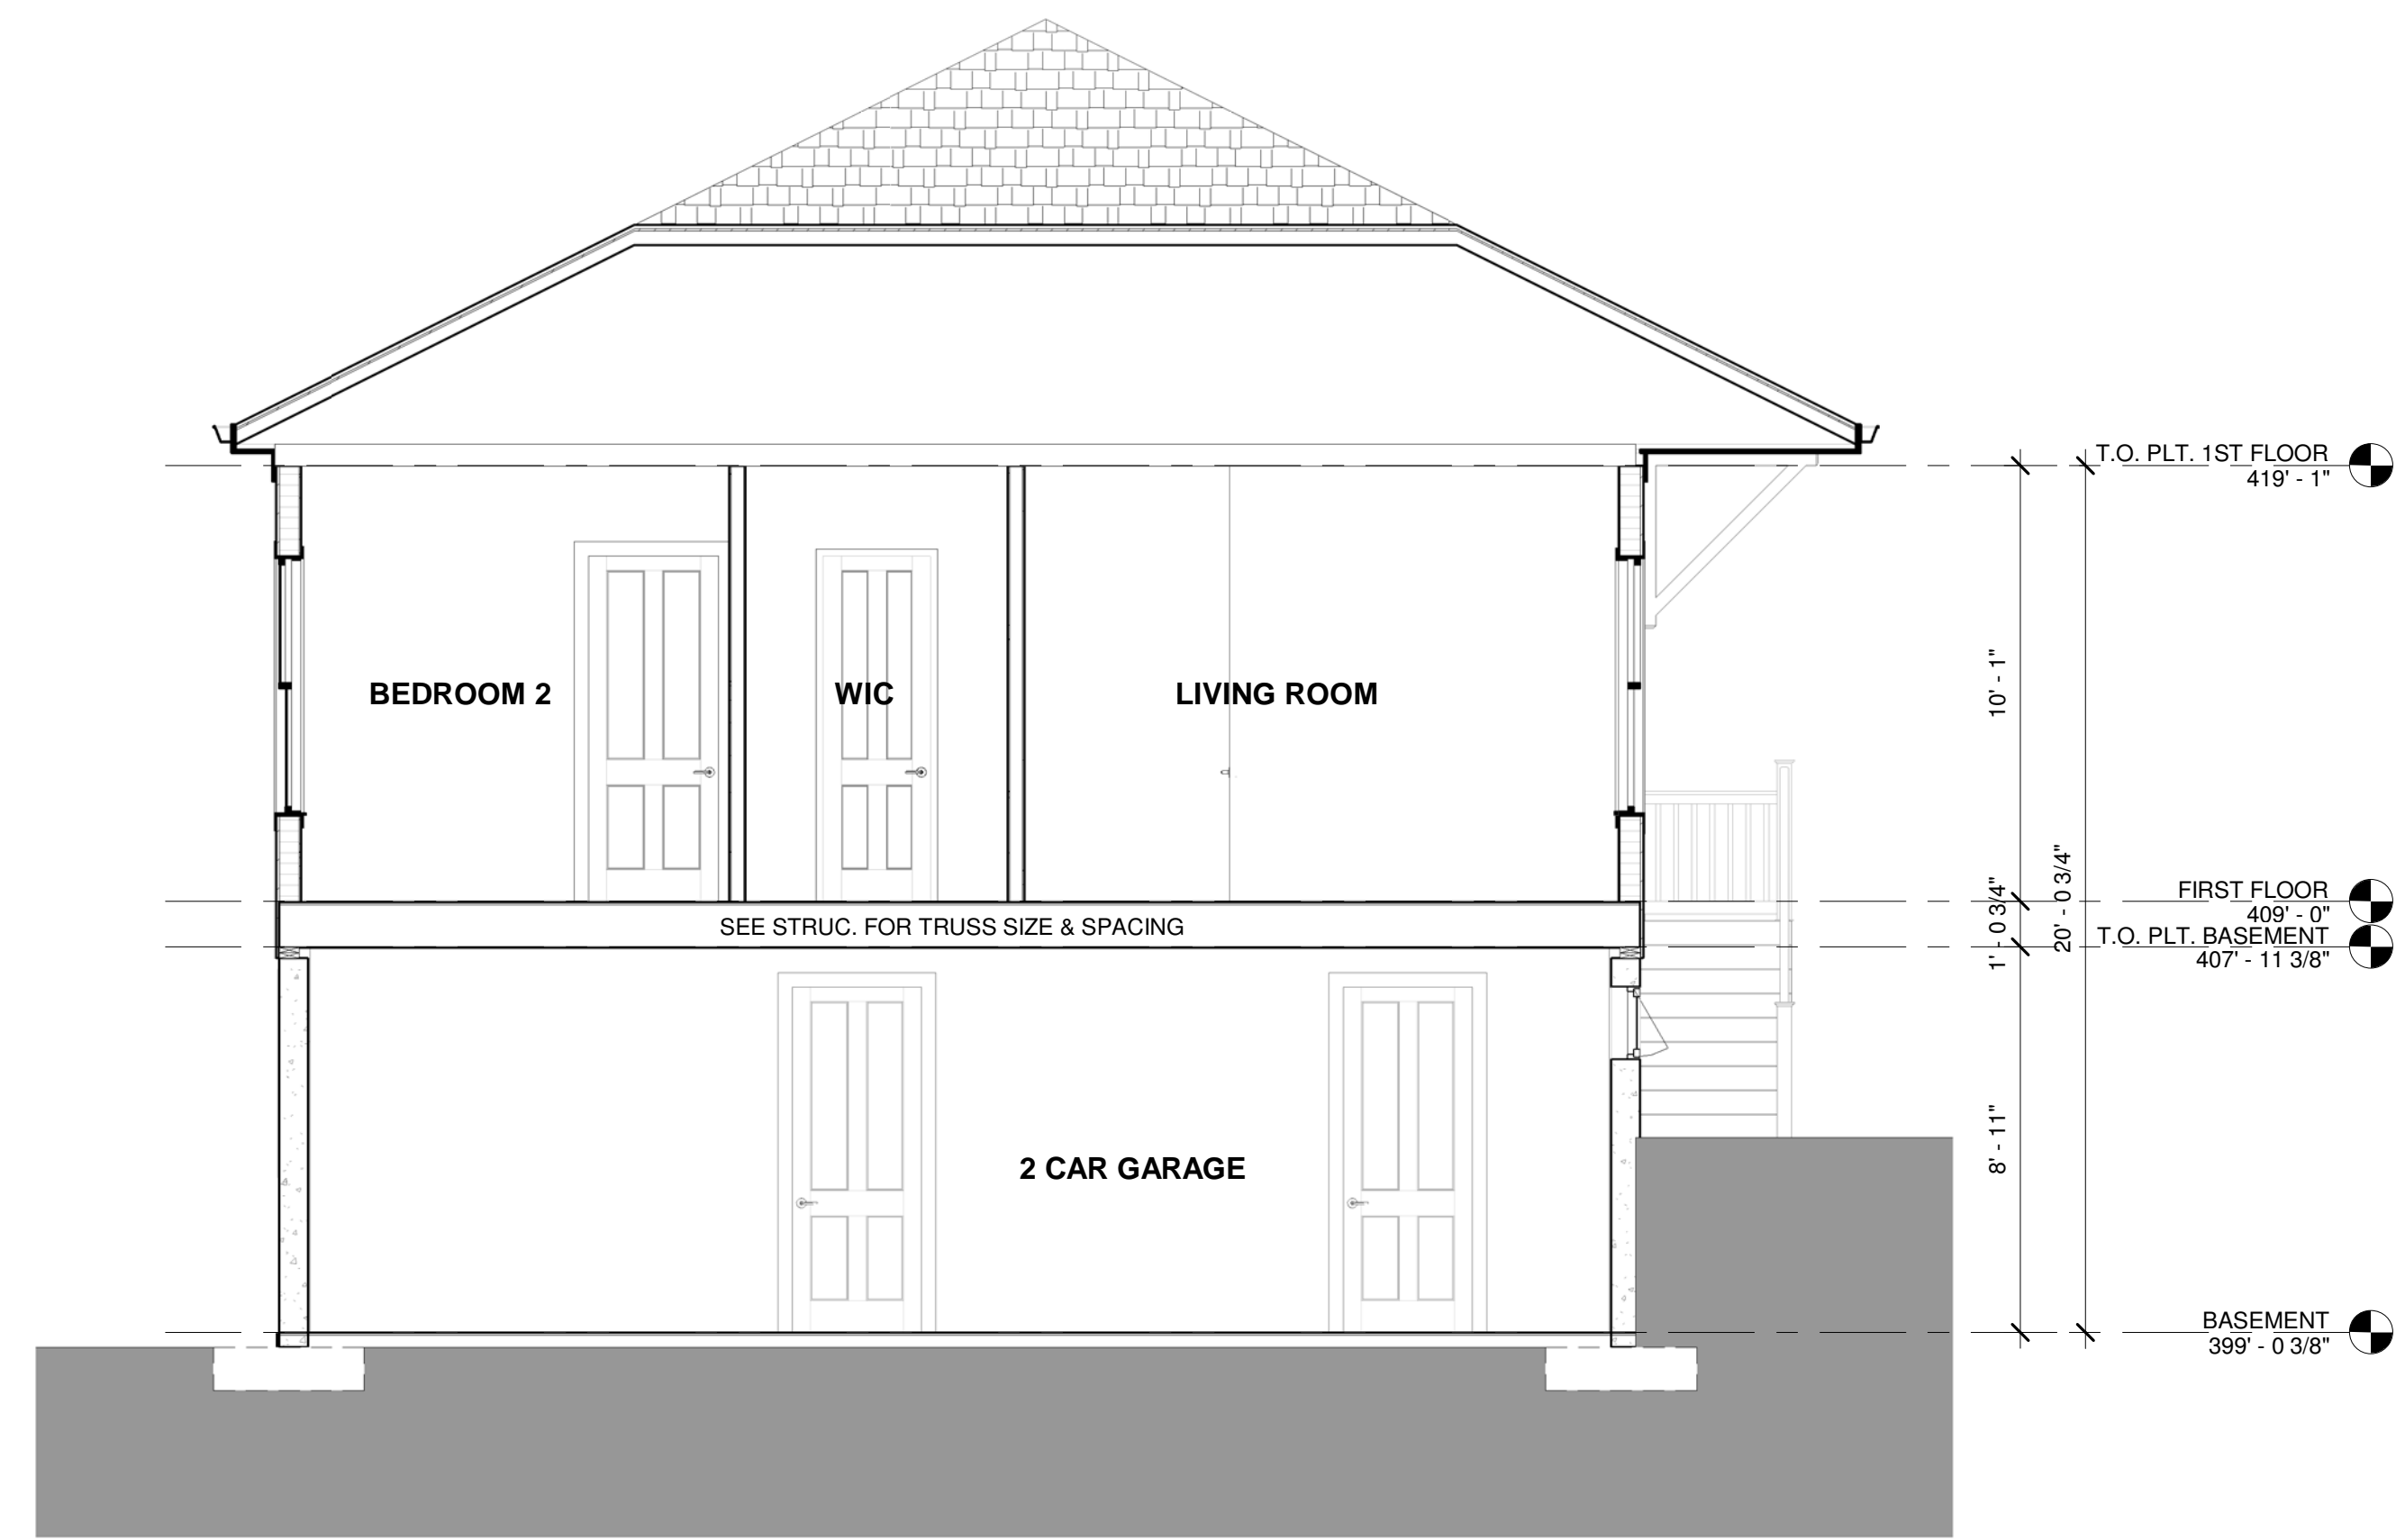 T.O. PLT. 1ST FLOOR
419' - 1"
10' - 1"
BEDROOM 2
WIC
LIVING ROOM
1' - 0 3/4"
20' - 0 3/4"
FIRST FLOOR
409' - 0"
SEE STRUC. FOR TRUSS SIZE & SPACING
T.O. PLT. BASEMENT
407' - 11 3/8"
8' - 11"
2 CAR GARAGE
BASEMENT
399' - 0 3/8"